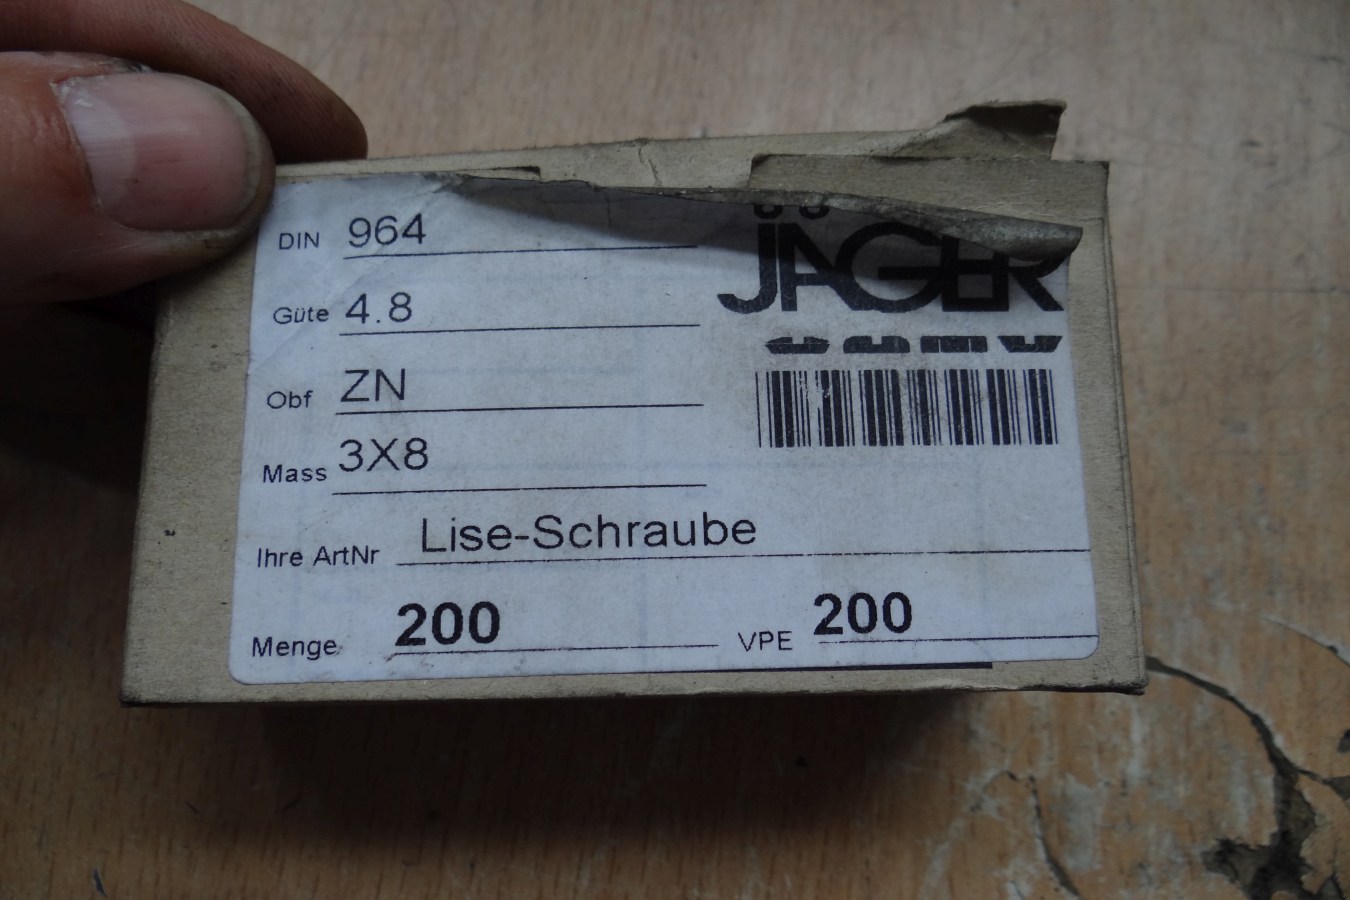 DIN 964
JÄGER
Güte 4.8
Obf ZN
Mass 3X8
Ihre ArtNr Lise-Schraube
Menge 200 VPE 200